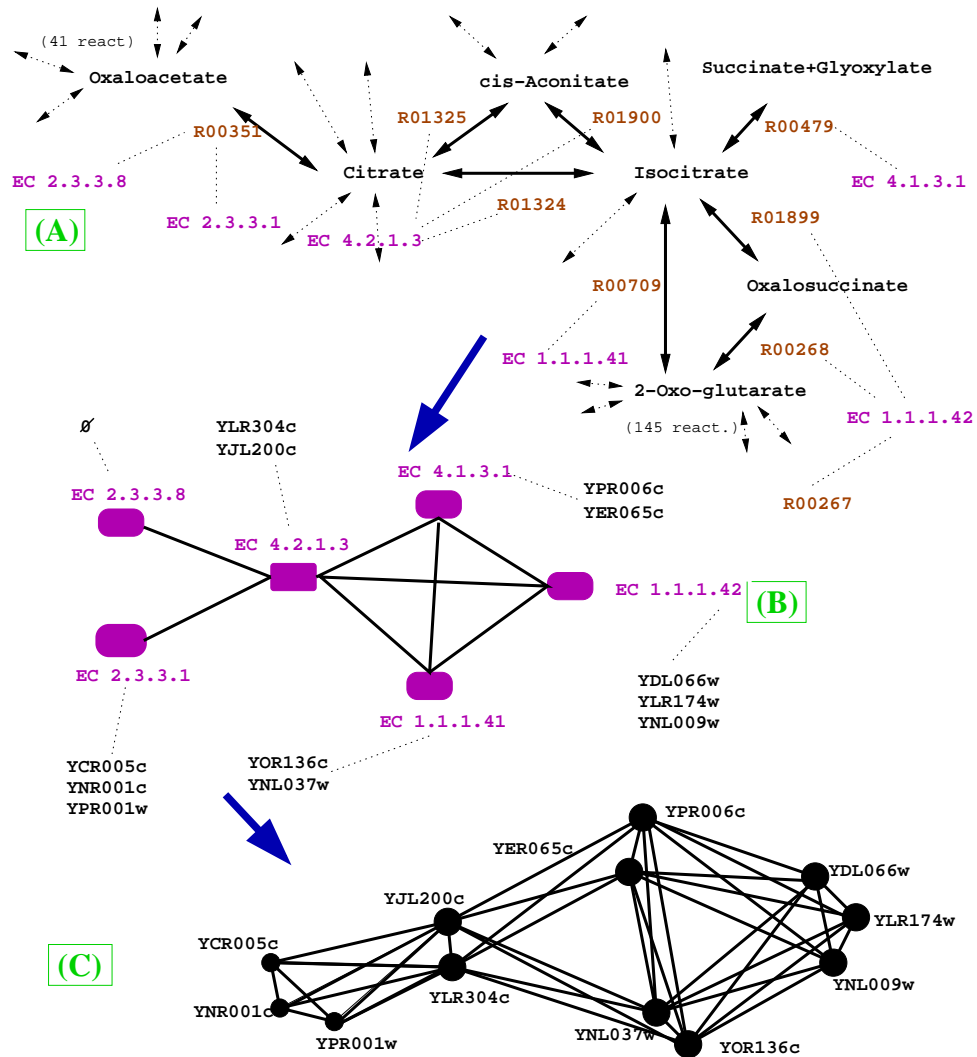 (41 react)
Oxaloacetate
cis-Aconitate
Succinate+Glyoxylate
R00351
R01325
R01900
R00479
Citrate
Isocitrate
EC 2.3.3.8
EC 4.1.3.1
R01324
R01899
(A)
EC 2.3.3.1
EC 4.2.1.3
R00709
Oxalosuccinate
EC 1.1.1.41
R00268
2-Oxo-glutarate
(145 react.)
EC 1.1.1.42
R00267
Ø
YLR304c
YJL200c
EC 4.1.3.1
YPR006c
YER065c
EC 2.3.3.8
EC 4.2.1.3
EC 1.1.1.42
(B)
EC 2.3.3.1
EC 1.1.1.41
YDL066w
YLR174w
YNL009w
YCR005c
YNR001c
YPR001w
YOR136c
YNL037w
YPR006c
YER065c
YDL066w
YJL200c
YLR174w
YCR005c
(C)
YNL009w
YLR304c
YNR001c
YPR001w
YNL037w
YOR136c